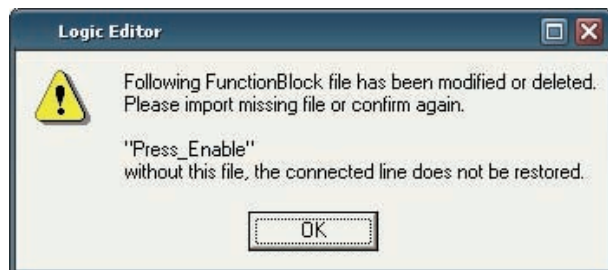 Logic Editor
Following FunctionBlock file has been modified or deleted.
Please import missing file or confirm again.
"Press_Enable"
without this file, the connected line does not be restored.
OK